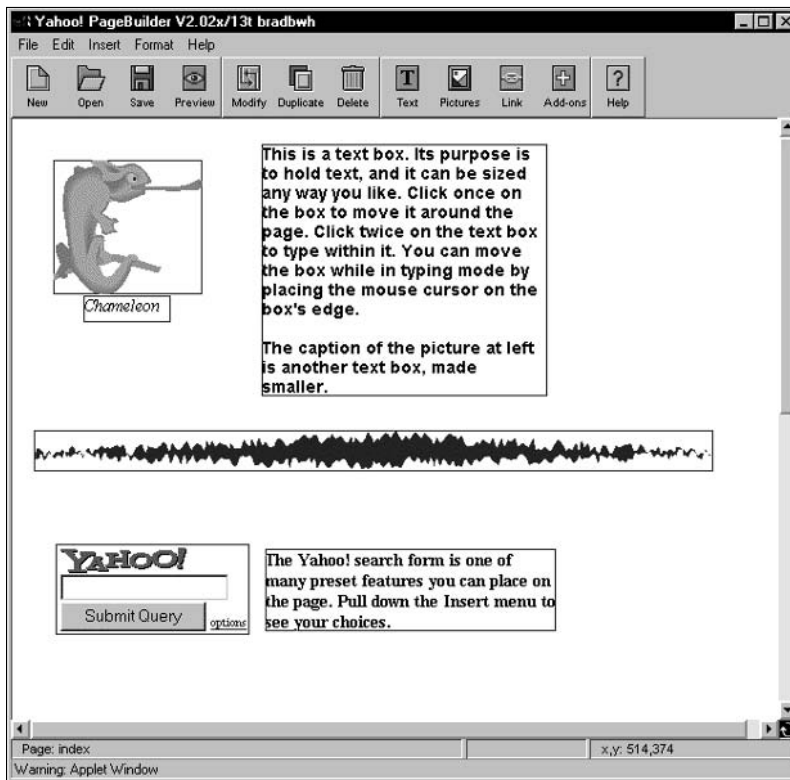 Yahoo! PageBuilder V2.02x/13t bradbwh
File Edit Insert Format Help
New Open Save Preview Modify Duplicate Delete Text Pictures Link Add-ons Help
This is a text box. Its purpose is
to hold text, and it can be sized
any way you like. Click once on
the box to move it around the
page. Click twice on the text box
to type within it. You can move
the box while in typing mode by
placing the mouse cursor on the
box's edge.
The caption of the picture at left
is another text box, made
smaller.
Chameleon
YAHOO!
Submit Query options
The Yahoo! search form is one of
many preset features you can place on
the page. Pull down the Insert menu to
see your choices.
Page: index x,y: 514,374
Warning: Applet Window